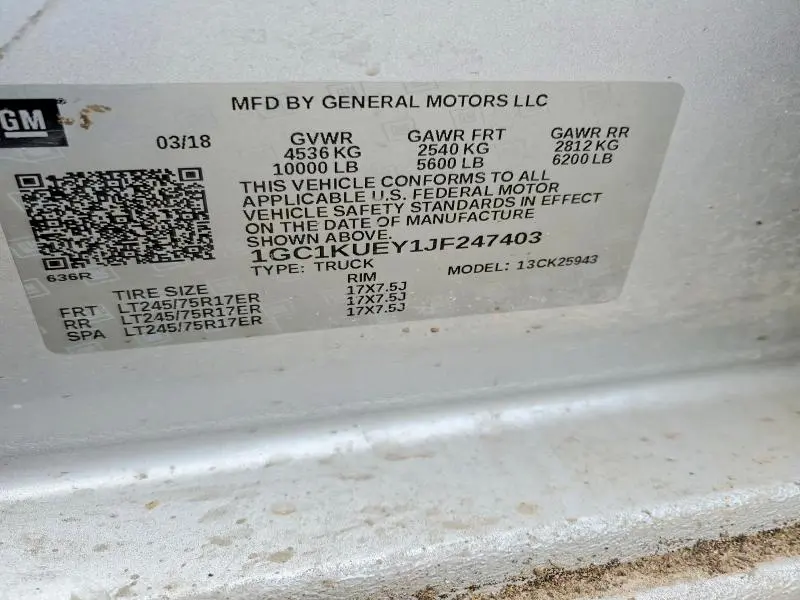 GM
MFD BY GENERAL MOTORS LLC
03/18
GVWR
4536 KG
10000 LB
GAWR FRT
2540 KG
5600 LB
GAWR RR
2812 KG
6200 LB
THIS VEHICLE CONFORMS TO ALL
APPLICABLE U.S. FEDERAL MOTOR
VEHICLE SAFETY STANDARDS IN EFFECT
ON THE DATE OF MANUFACTURE
SHOWN ABOVE.
1GC1KUEY1JF247403
TYPE: TRUCK
MODEL: 13CK25943
636R
TIRE SIZE RIM
FRT LT245/75R17ER 17X7.5J
RR LT245/75R17ER 17X7.5J
SPA LT245/75R17ER 17X7.5J